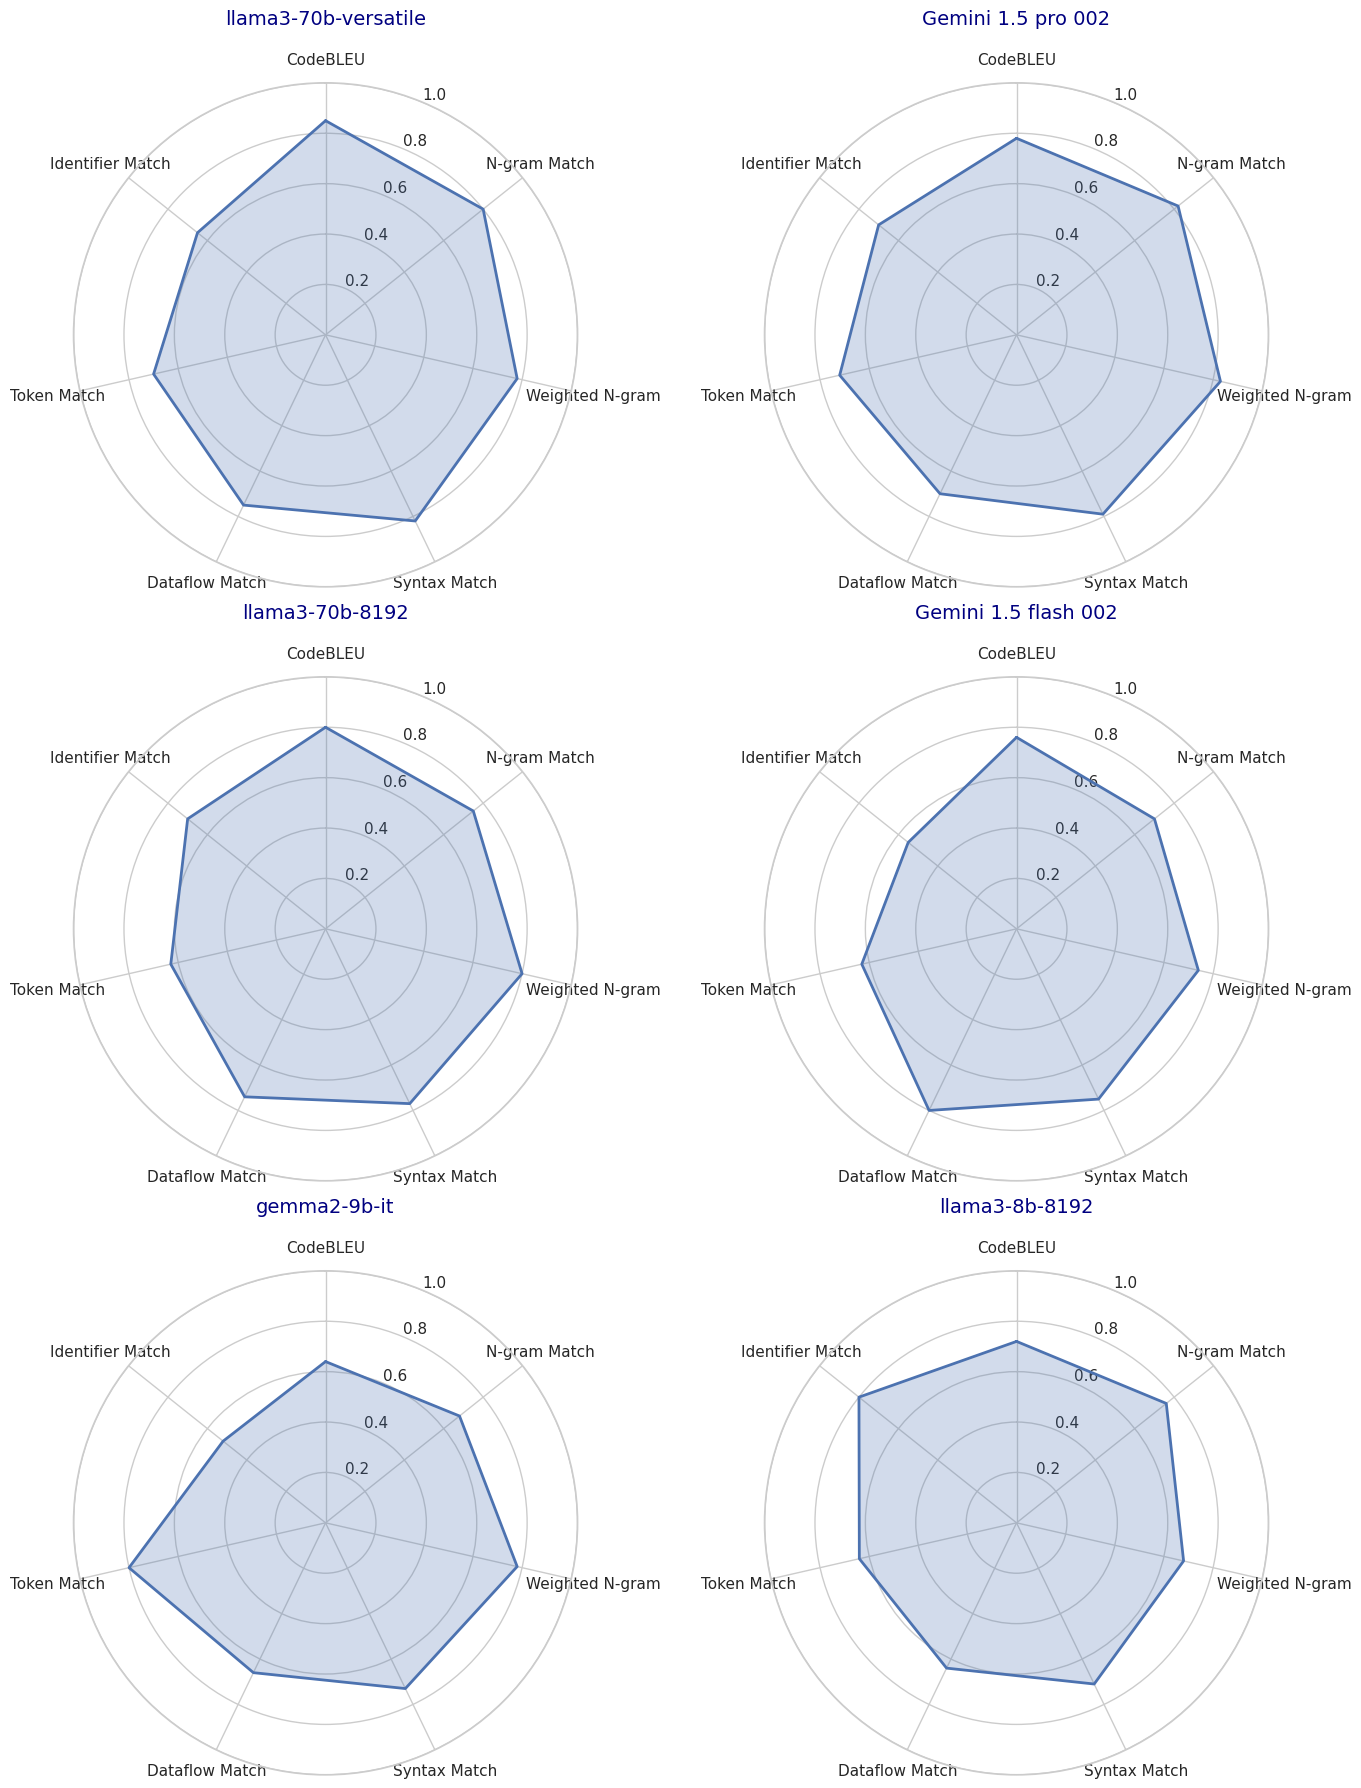 llama3-70b-versatile
CodeBLEU
1.0
0.8
Identifier Match
N-gram Match
0.6
0.4
0.2
Token Match
Weighted N-gram
Dataflow Match
Syntax Match
Gemini 1.5 pro 002
CodeBLEU
1.0
0.8
Identifier Match
N-gram Match
0.6
0.4
0.2
Token Match
Weighted N-gram
Dataflow Match
Syntax Match
llama3-70b-8192
CodeBLEU
1.0
0.8
Identifier Match
N-gram Match
0.6
0.4
0.2
Token Match
Weighted N-gram
Dataflow Match
Syntax Match
Gemini 1.5 flash 002
CodeBLEU
1.0
0.8
Identifier Match
N-gram Match
0.6
0.4
0.2
Token Match
Weighted N-gram
Dataflow Match
Syntax Match
gemma2-9b-it
CodeBLEU
1.0
0.8
Identifier Match
N-gram Match
0.6
0.4
0.2
Token Match
Weighted N-gram
Dataflow Match
Syntax Match
llama3-8b-8192
CodeBLEU
1.0
0.8
Identifier Match
N-gram Match
0.6
0.4
0.2
Token Match
Weighted N-gram
Dataflow Match
Syntax Match